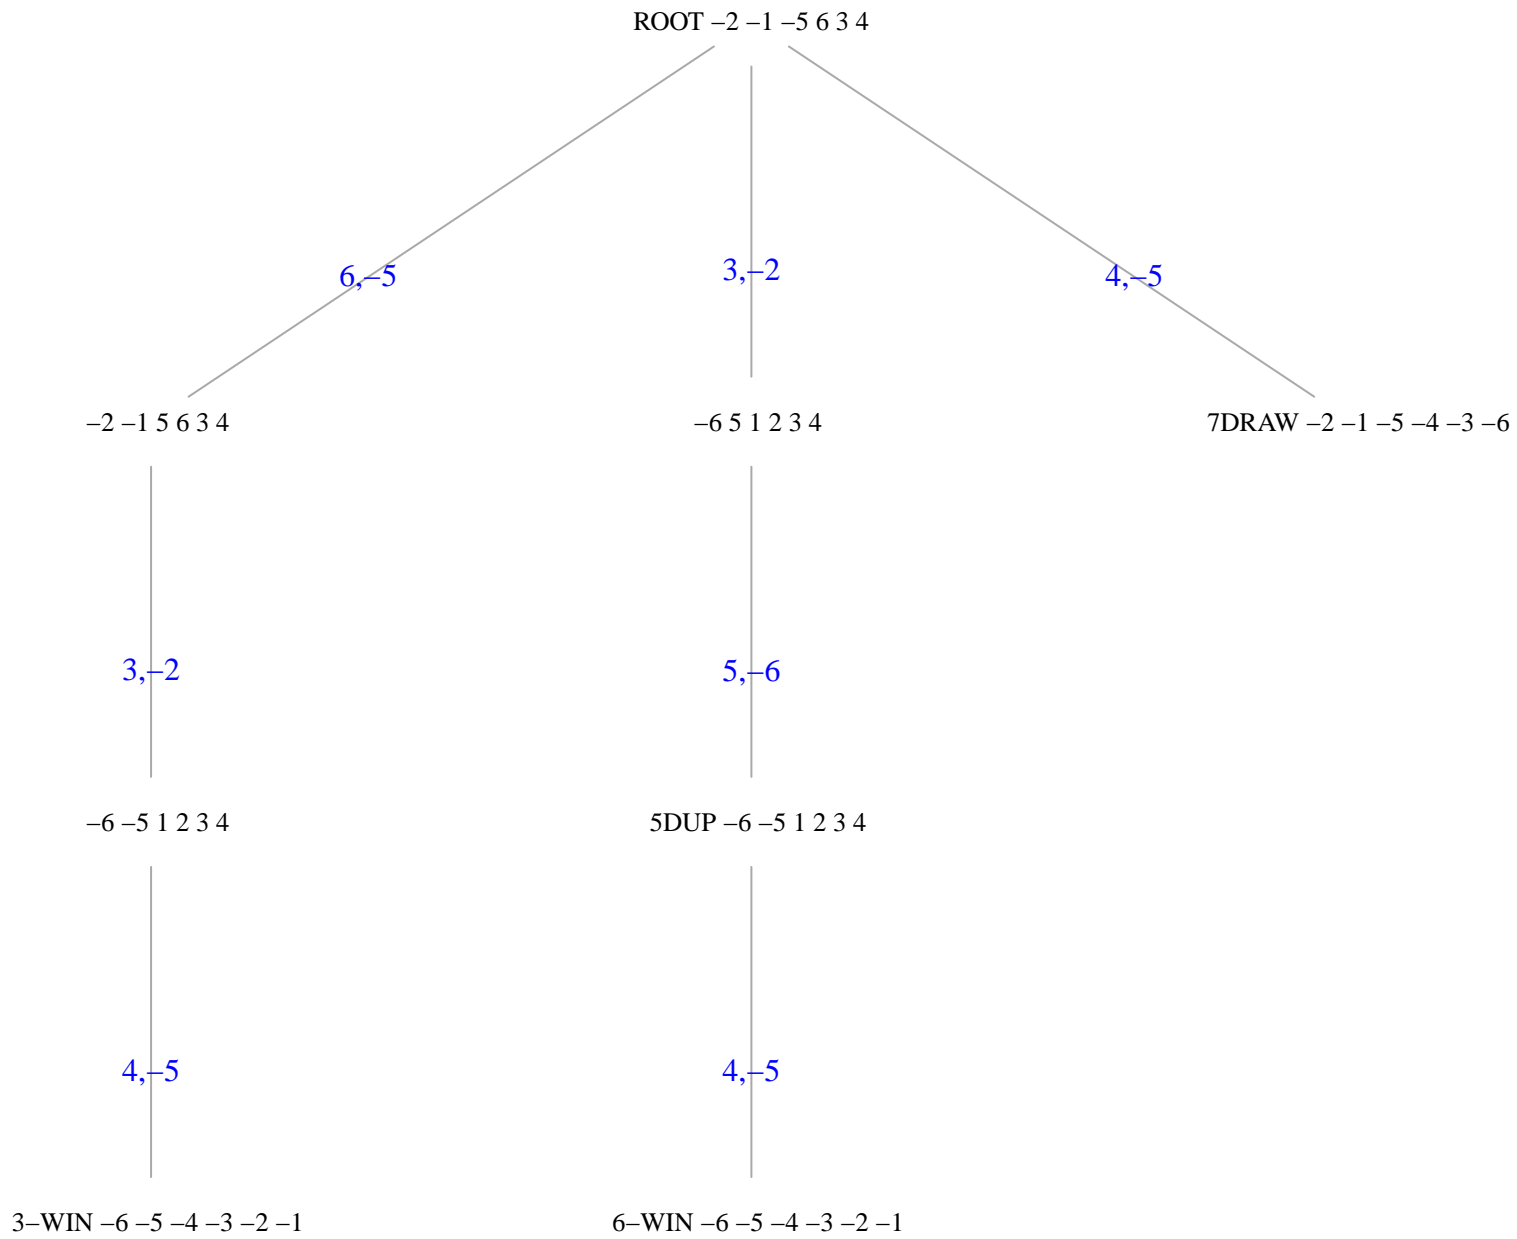 ROOT –2 –1 –5 6 3 4
6,–5
3,–2
4,–5
–2 –1 5 6 3 4
–6 5 1 2 3 4
7DRAW –2 –1 –5 –4 –3 –6
3,–2
5,–6
–6 –5 1 2 3 4
5DUP –6 –5 1 2 3 4
4,–5
4,–5
3–WIN –6 –5 –4 –3 –2 –1
6–WIN –6 –5 –4 –3 –2 –1